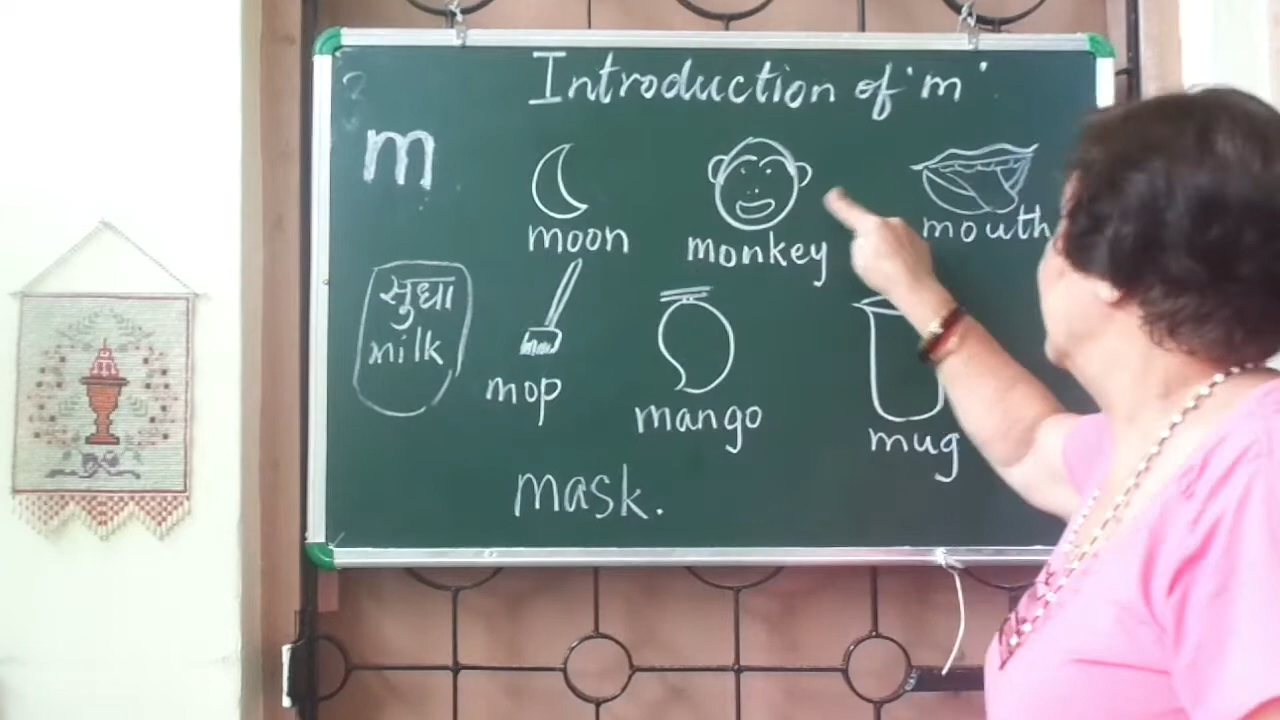 Introduction of 'm'
m
moon
monkey
mouth
सुधा
milk
mop
mango
mug
mask.